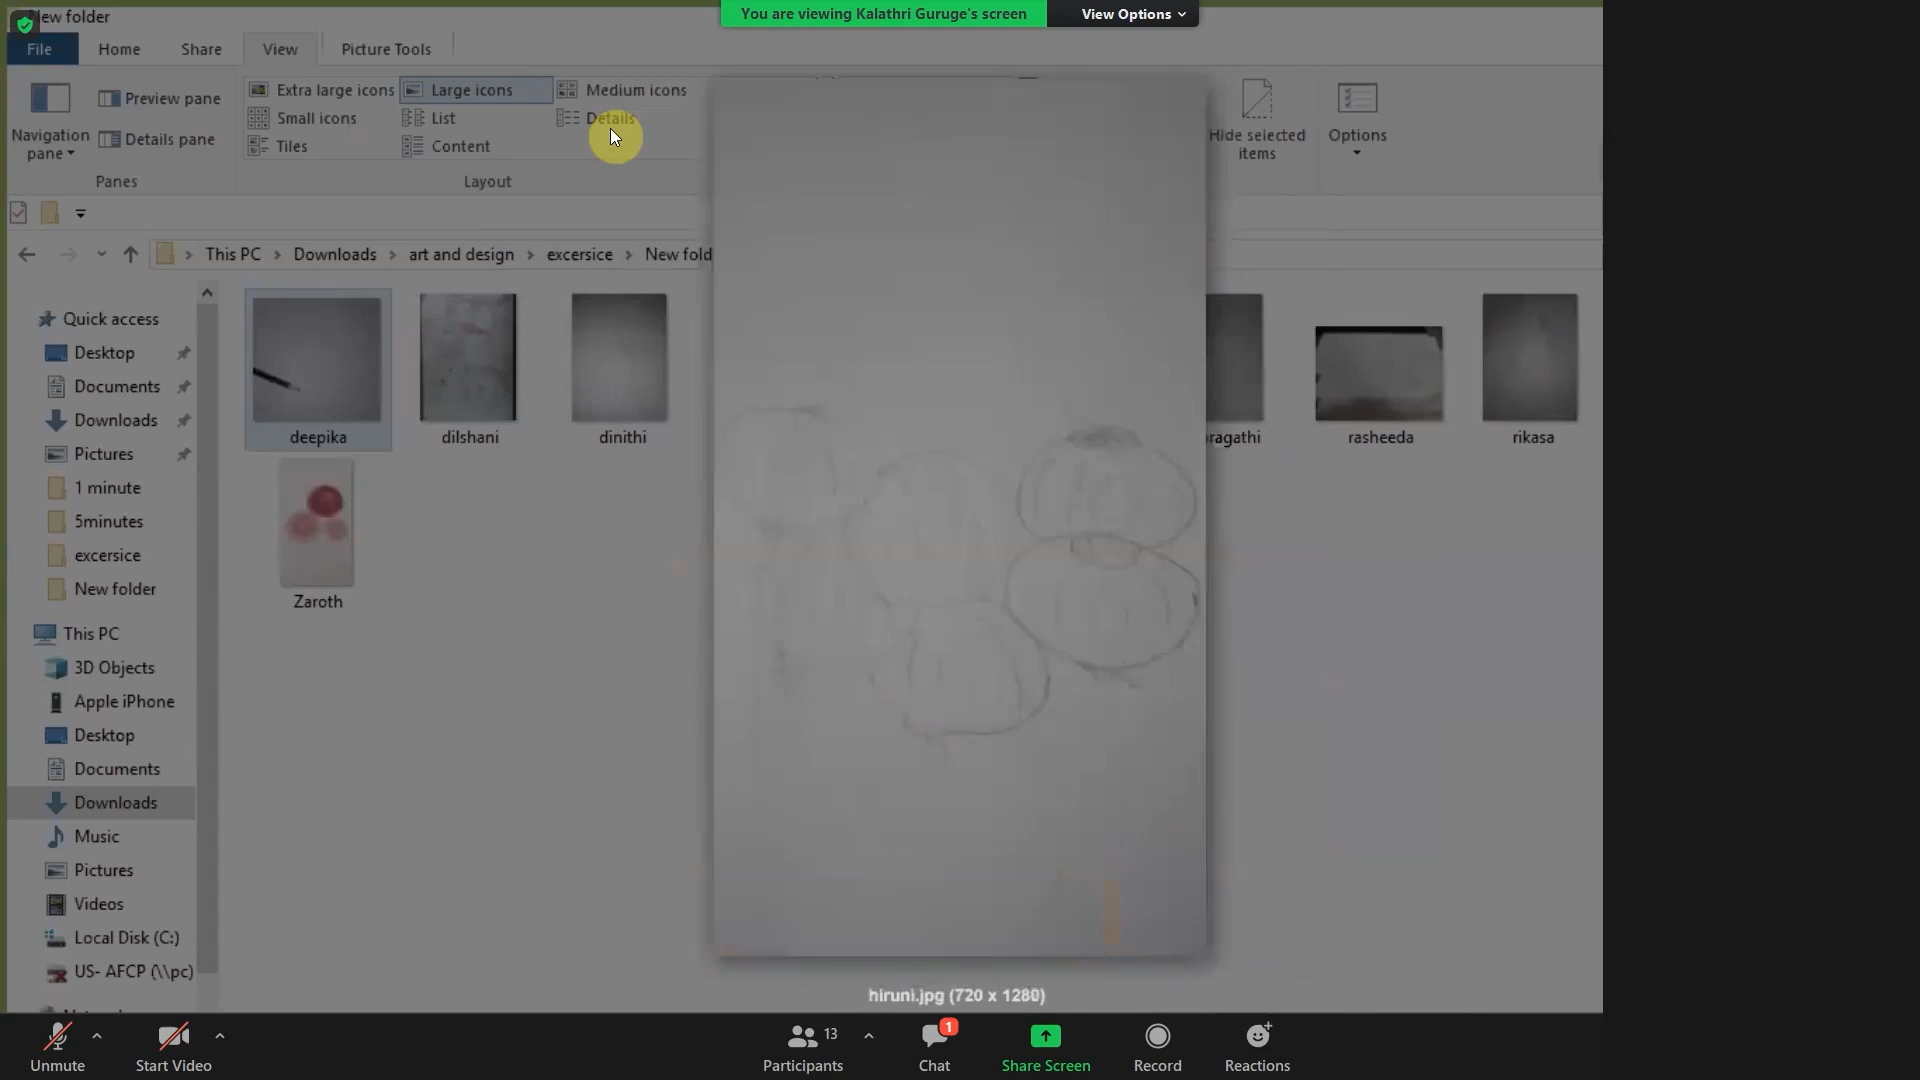 You are viewing Kalathri Guruge's screen
View Options
New folder
File
Home
Share
View
Picture Tools
Navigation pane
Preview pane
Details pane
Panes
Extra large icons
Large icons
Medium icons
Small icons
List
Details
Tiles
Content
Layout
Hide selected items
Options
This PC > Downloads > art and design > excersice > New fold
Quick access
Desktop
Documents
Downloads
Pictures
1 minute
5minutes
excersice
New folder
This PC
3D Objects
Apple iPhone
Desktop
Documents
Downloads
Music
Pictures
Videos
Local Disk (C:)
US- AFCP (\\pc)
deepika
dilshani
dinithi
ragathi
rasheeda
rikasa
Zaroth
hiruni.jpg (720 x 1280)
Unmute
Start Video
13
Participants
1
Chat
Share Screen
Record
Reactions